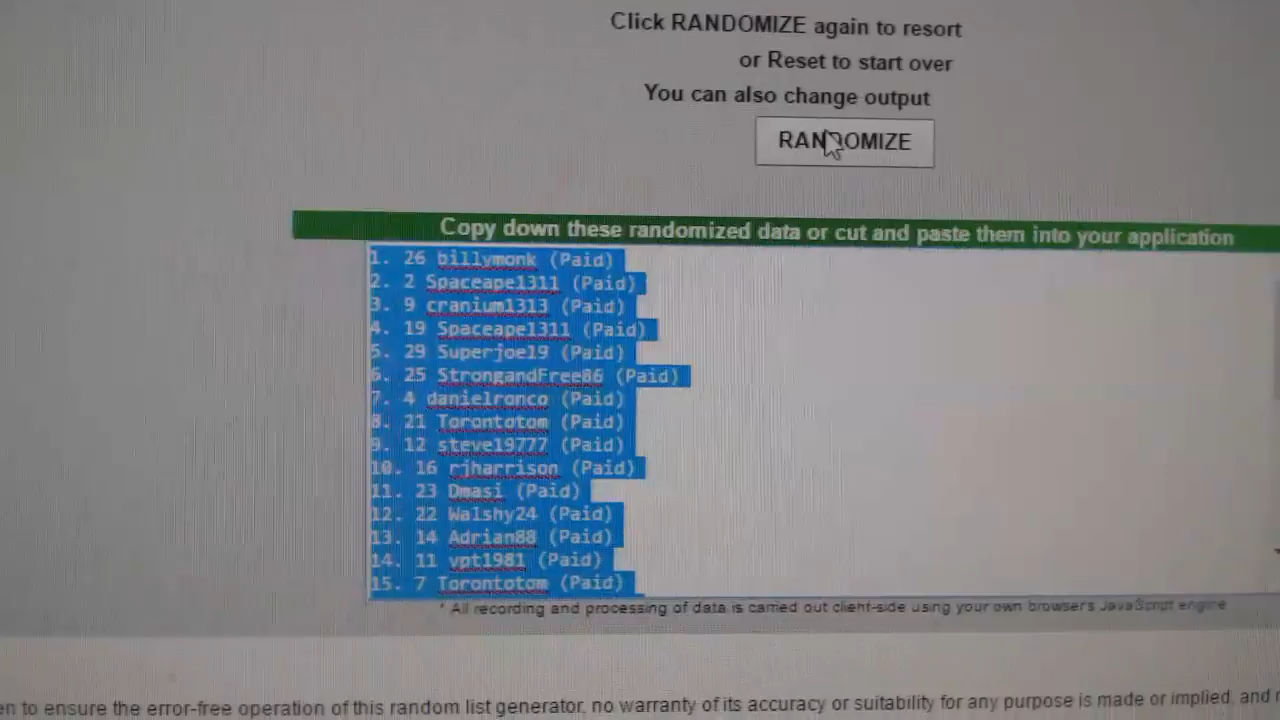 Click RANDOMIZE again to resort
or Reset to start over
You can also change output
RANDOMIZE
Copy down these randomized data or cut and paste them into your application
1. 26 billymonk (Paid)
2. 2 Spaceape1311 (Paid)
3. 9 cranium1313 (Paid)
4. 19 Spaceape1311 (Paid)
5. 29 Superjoe19 (Paid)
6. 25 StrongandFree86 (Paid)
7. 4 danielronco (Paid)
8. 21 Torontotom (Paid)
9. 12 steve19777 (Paid)
10. 16 rjharrison (Paid)
11. 23 Dmasi (Paid)
12. 22 Walshy24 (Paid)
13. 14 Adrian88 (Paid)
14. 11 vpt1981 (Paid)
15. 7 Torontotom (Paid)
* All recording and processing of data is carried out client-side using your own browsers JavaScript engine
en to ensure the error-free operation of this random list generator, no warranty of its accuracy or suitability for any purpose is made or implied, and